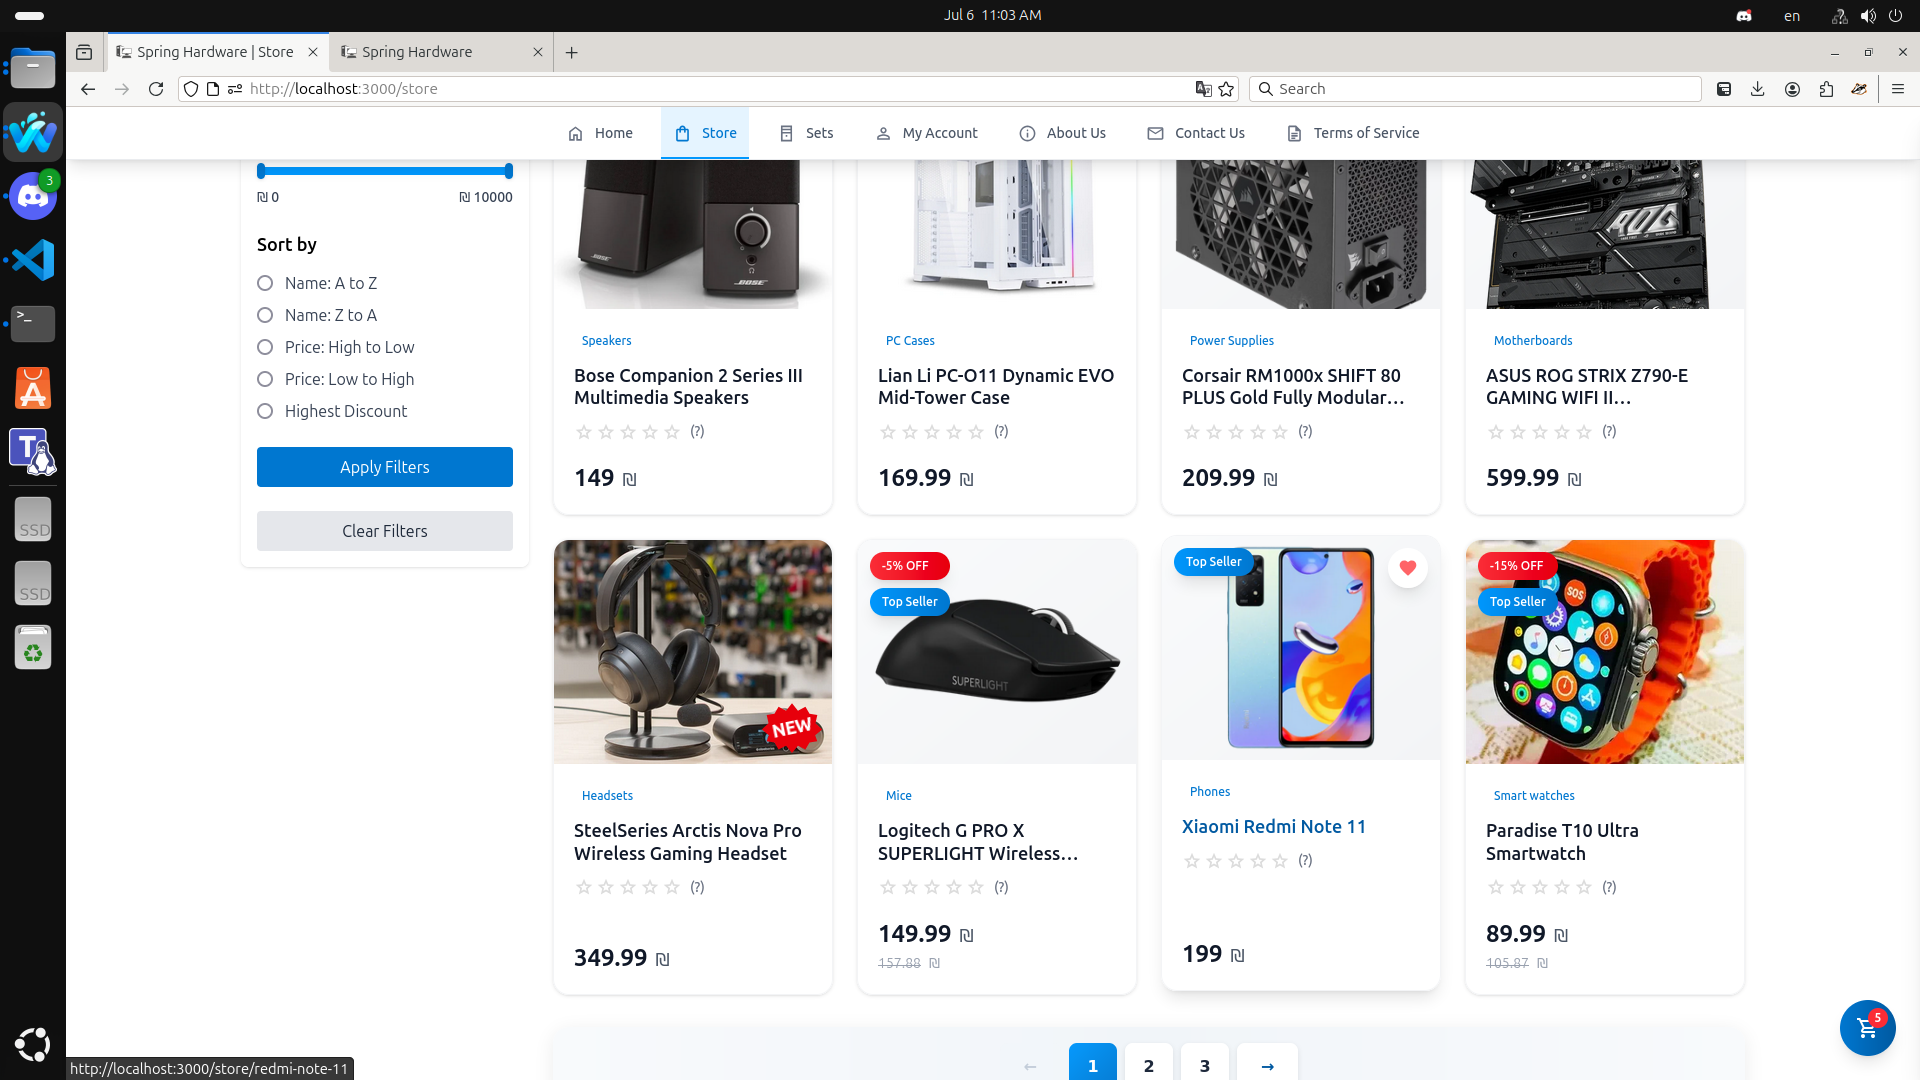 Jul 6 11:03 AM
en
Spring Hardware | Store
Spring Hardware
http://localhost:3000/store
Search
Home
Store
Sets
My Account
About Us
Contact Us
Terms of Service
3
>_
SSD
SSD
₪ 0
₪ 10000
Sort by
Name: A to Z
Name: Z to A
Price: High to Low
Price: Low to High
Highest Discount
Apply Filters
Clear Filters
BOSE
BOSE
Speakers
Bose Companion 2 Series III
Multimedia Speakers
(?)
149 ₪
PC Cases
Lian Li PC-O11 Dynamic EVO
Mid-Tower Case
(?)
169.99 ₪
Power Supplies
Corsair RM1000x SHIFT 80
PLUS Gold Fully Modular...
(?)
209.99 ₪
Motherboards
ASUS ROG STRIX Z790-E
GAMING WIFI II...
(?)
599.99 ₪
NEW
Headsets
SteelSeries Arctis Nova Pro
Wireless Gaming Headset
(?)
349.99 ₪
-5% OFF
Top Seller
SUPERLIGHT
Mice
Logitech G PRO X
SUPERLIGHT Wireless...
(?)
149.99 ₪
157.88 ₪
Top Seller
Phones
Xiaomi Redmi Note 11
(?)
199 ₪
-15% OFF
Top Seller
SOS
Smart watches
Paradise T10 Ultra
Smartwatch
(?)
89.99 ₪
105.87 ₪
← 1 2 3 →
5
http://localhost:3000/store/redmi-note-11